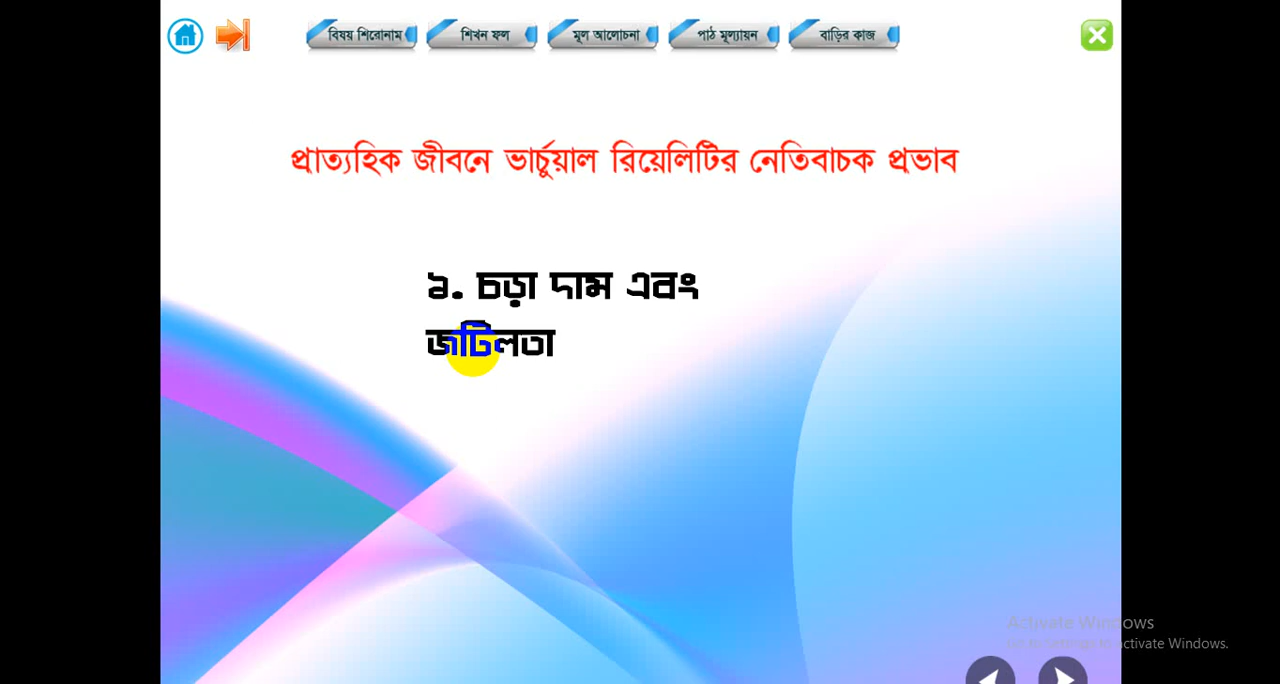 বিষয় শিরোনাম শিখন ফল মূল আলোচনা পাঠ মূল্যায়ন বাড়ির কাজ
প্রাত্যহিক জীবনে ভার্চুয়াল রিয়েলিটির নেতিবাচক প্রভাব
১. চড়া দাম এবং
জটিলতা
Activate Windows
Go to Settings to activate Windows.